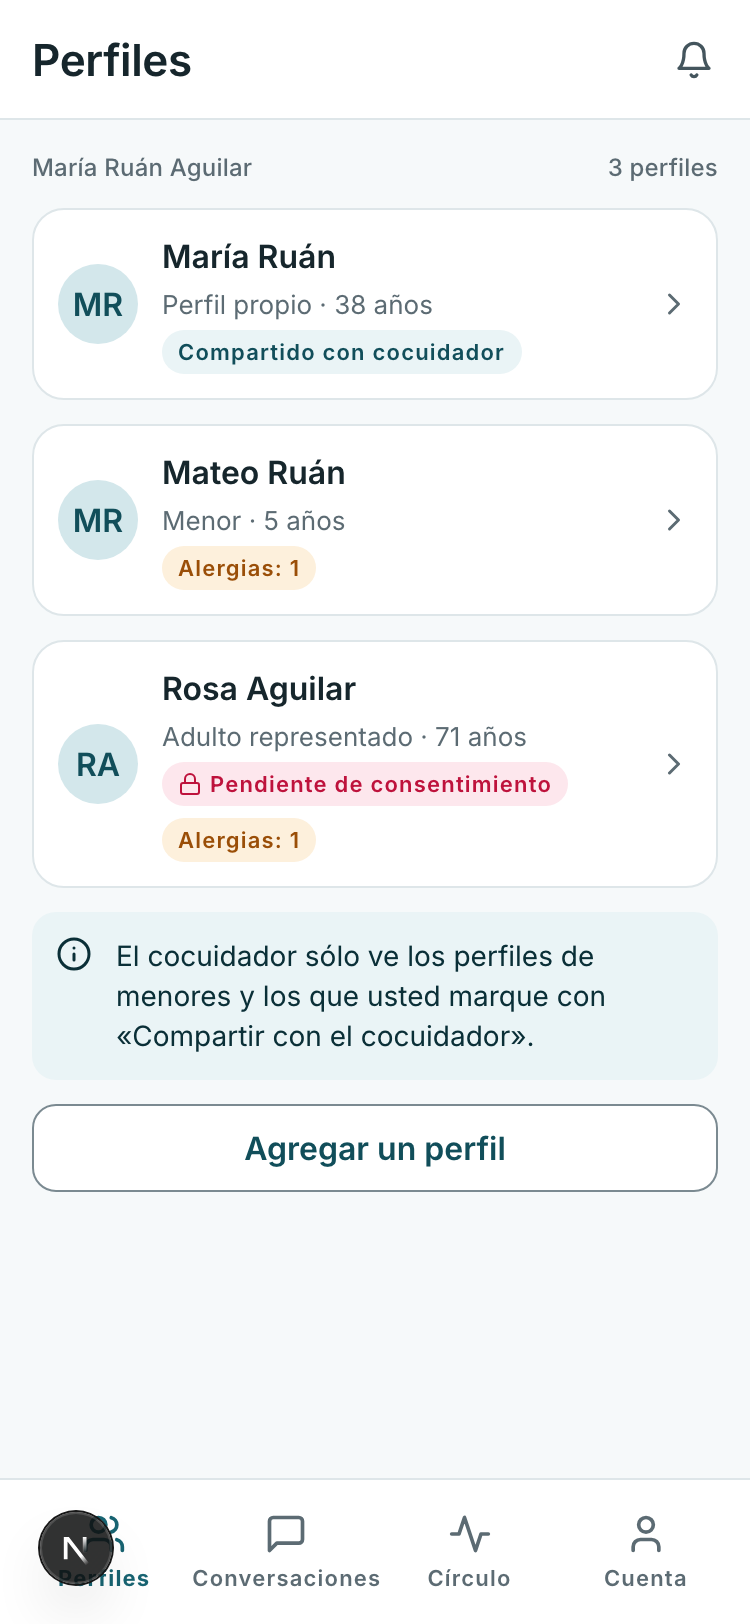 Perfiles
María Ruán Aguilar
3 perfiles
MR
María Ruán
Perfil propio · 38 años
Compartido con cocuidador
MR
Mateo Ruán
Menor · 5 años
Alergias: 1
RA
Rosa Aguilar
Adulto representado · 71 años
Pendiente de consentimiento
Alergias: 1
El cocuidador sólo ve los perfiles de
menores y los que usted marque con
«Compartir con el cocuidador».
Agregar un perfil
N
Perfiles
Conversaciones
Círculo
Cuenta